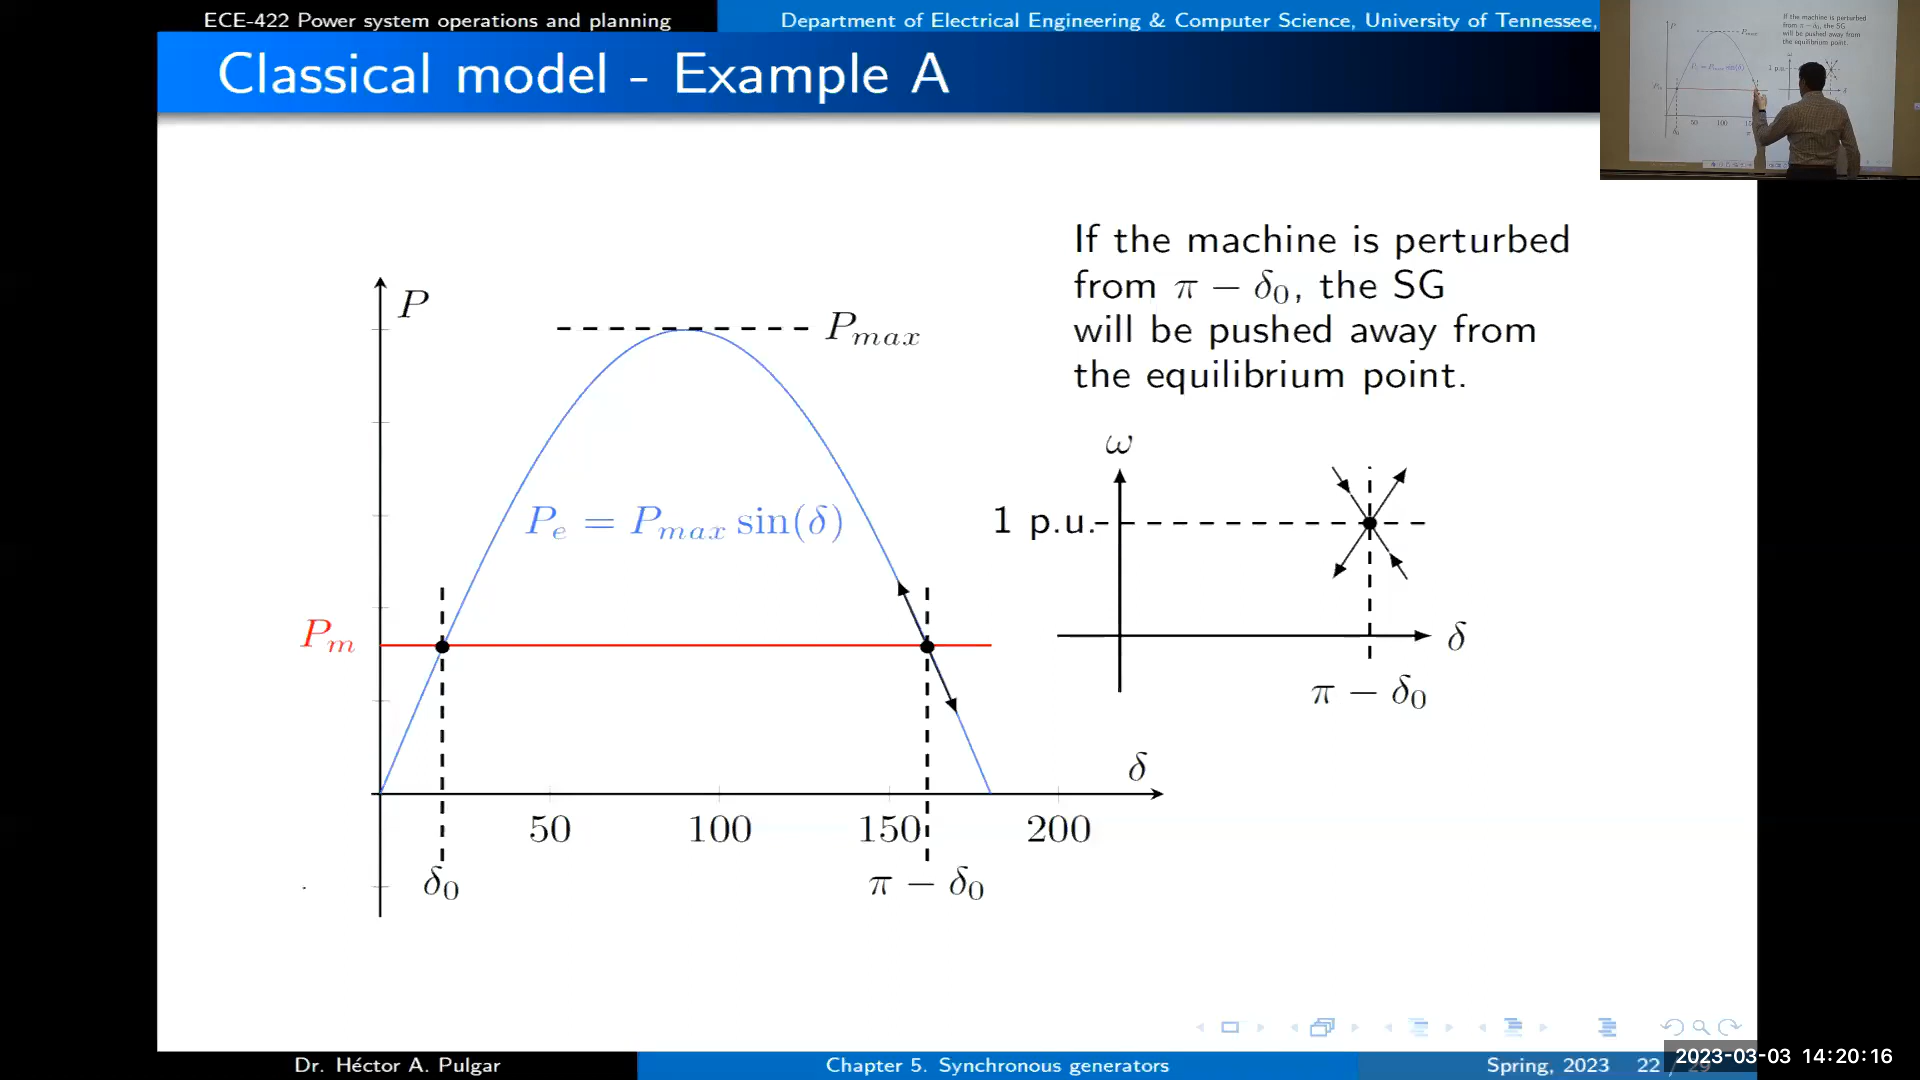 ECE-422 Power system operations and planning
Department of Electrical Engineering & Computer Science, University of Tennessee,
Classical model - Example A
If the machine is perturbed
from π − δ₀, the SG
will be pushed away from
the equilibrium point.
P
P_max
P_e = P_max sin(δ)
P_m
δ
50 100 150 200
δ₀ π − δ₀
ω
1 p.u.
δ
π − δ₀
Dr. Héctor A. Pulgar
Chapter 5. Synchronous generators
Spring, 2023 22 /
2023-03-03 14:20:16